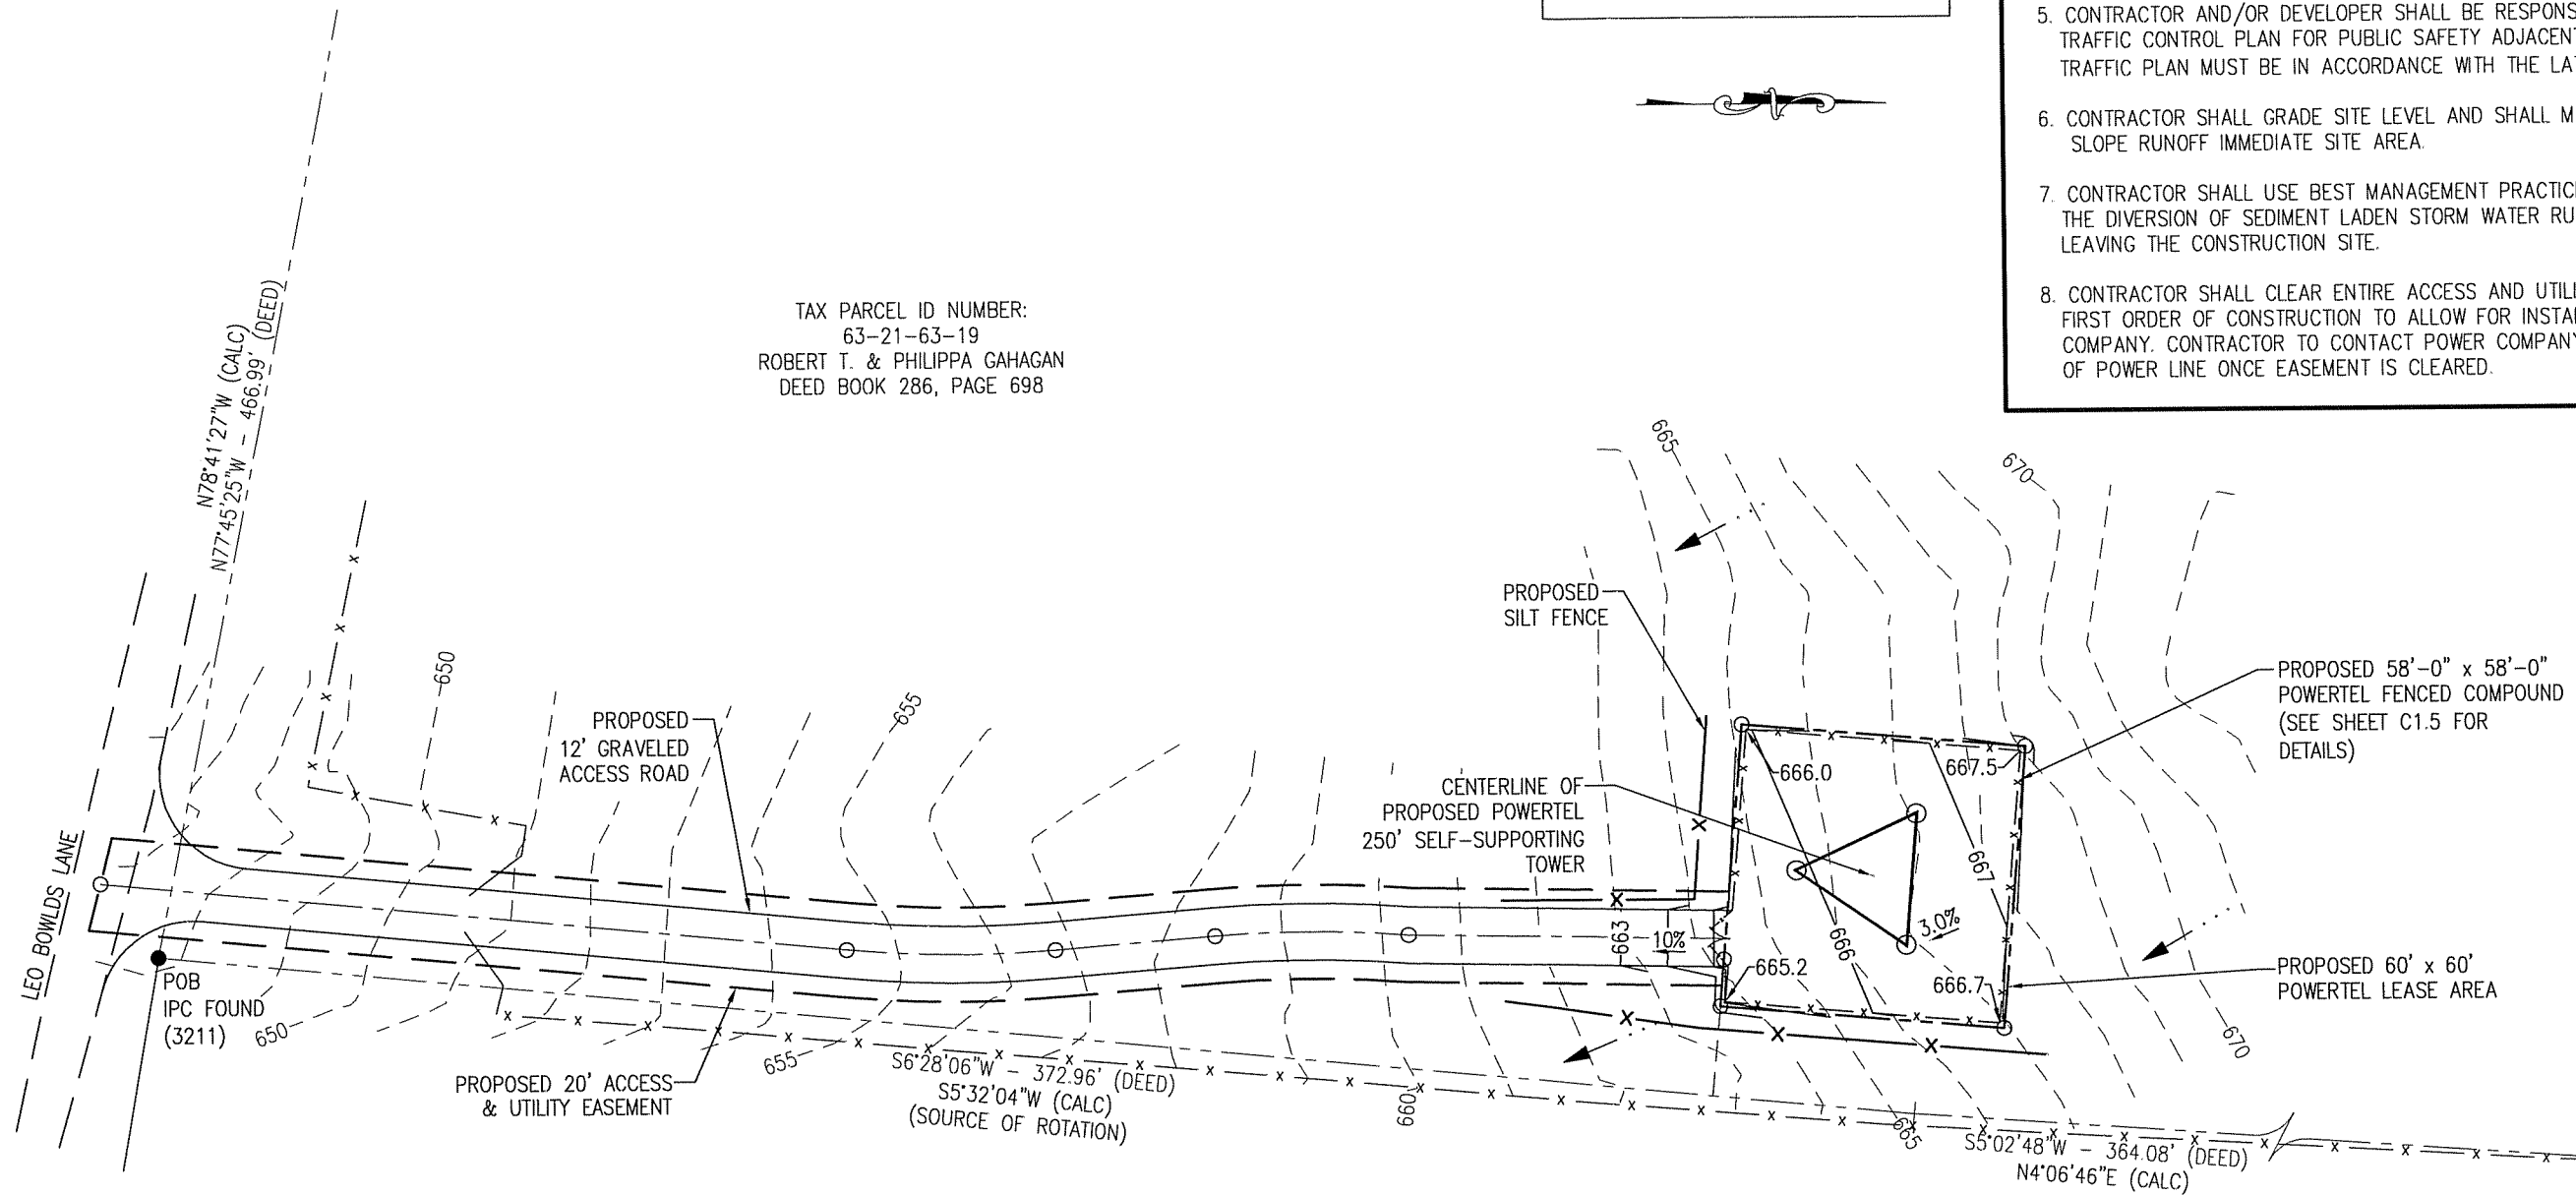 5. CONTRACTOR AND/OR DEVELOPER SHALL BE RESPONS
TRAFFIC CONTROL PLAN FOR PUBLIC SAFETY ADJACENT
TRAFFIC PLAN MUST BE IN ACCORDANCE WITH THE LA
6. CONTRACTOR SHALL GRADE SITE LEVEL AND SHALL M
SLOPE RUNOFF IMMEDIATE SITE AREA.
7. CONTRACTOR SHALL USE BEST MANAGEMENT PRACTIC
THE DIVERSION OF SEDIMENT LADEN STORM WATER RU
LEAVING THE CONSTRUCTION SITE.
8. CONTRACTOR SHALL CLEAR ENTIRE ACCESS AND UTILI
FIRST ORDER OF CONSTRUCTION TO ALLOW FOR INSTA
COMPANY. CONTRACTOR TO CONTACT POWER COMPANY
OF POWER LINE ONCE EASEMENT IS CLEARED.
N
N78°41'27"W (CALC)
N77°45'25"W - 466.99' (DEED)
TAX PARCEL ID NUMBER:
63-21-63-19
ROBERT T. & PHILIPPA GAHAGAN
DEED BOOK 286, PAGE 698
665
670
PROPOSED
SILT FENCE
650
655
PROPOSED
12' GRAVELED
ACCESS ROAD
PROPOSED 58'-0" x 58'-0"
POWERTEL FENCED COMPOUND
(SEE SHEET C1.5 FOR
DETAILS)
666.0
667.5
CENTERLINE OF
PROPOSED POWERTEL
250' SELF-SUPPORTING
TOWER
667
666
3.0%
663
10%
665.2
666.7
PROPOSED 60' x 60'
POWERTEL LEASE AREA
LEO BOWLDS LANE
POB
IPC FOUND
(3211)
650
655
PROPOSED 20' ACCESS
& UTILITY EASEMENT
S6°28'06"W - 372.96' (DEED)
S5°32'04"W (CALC)
(SOURCE OF ROTATION)
660
665
670
S5°02'48"W - 364.08' (DEED)
N4°06'46"E (CALC)